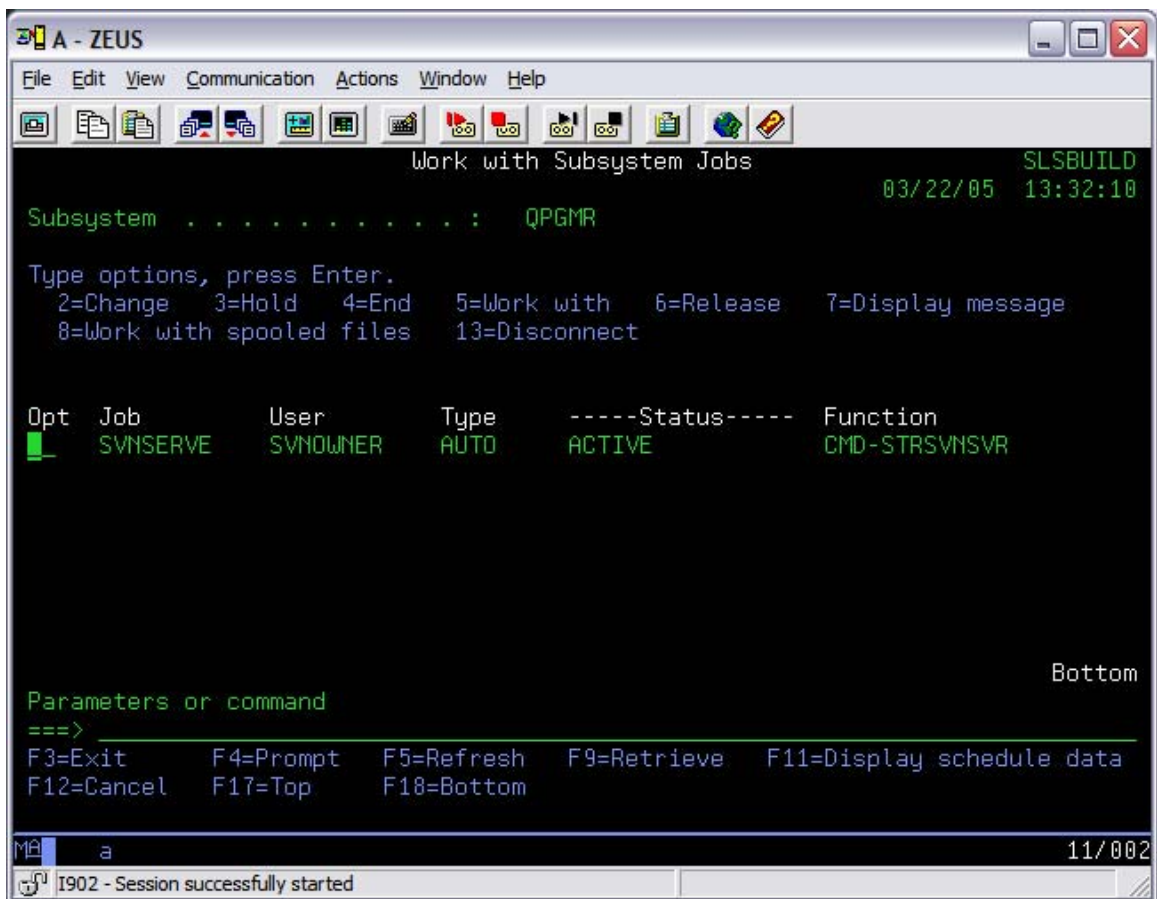 A - ZEUS
File Edit View Communication Actions Window Help
Work with Subsystem Jobs SLSBUILD
03/22/05 13:32:10
Subsystem . . . . . . . . . . . : QPGMR
Type options, press Enter.
2=Change 3=Hold 4=End 5=Work with 6=Release 7=Display message
8=Work with spooled files 13=Disconnect
Opt Job User Type -----Status----- Function
_ SVNSERVE SVNOWNER AUTO ACTIVE CMD-STRSVNSVR
Bottom
Parameters or command
===>
F3=Exit F4=Prompt F5=Refresh F9=Retrieve F11=Display schedule data
F12=Cancel F17=Top F18=Bottom
MA a 11/002
I902 - Session successfully started